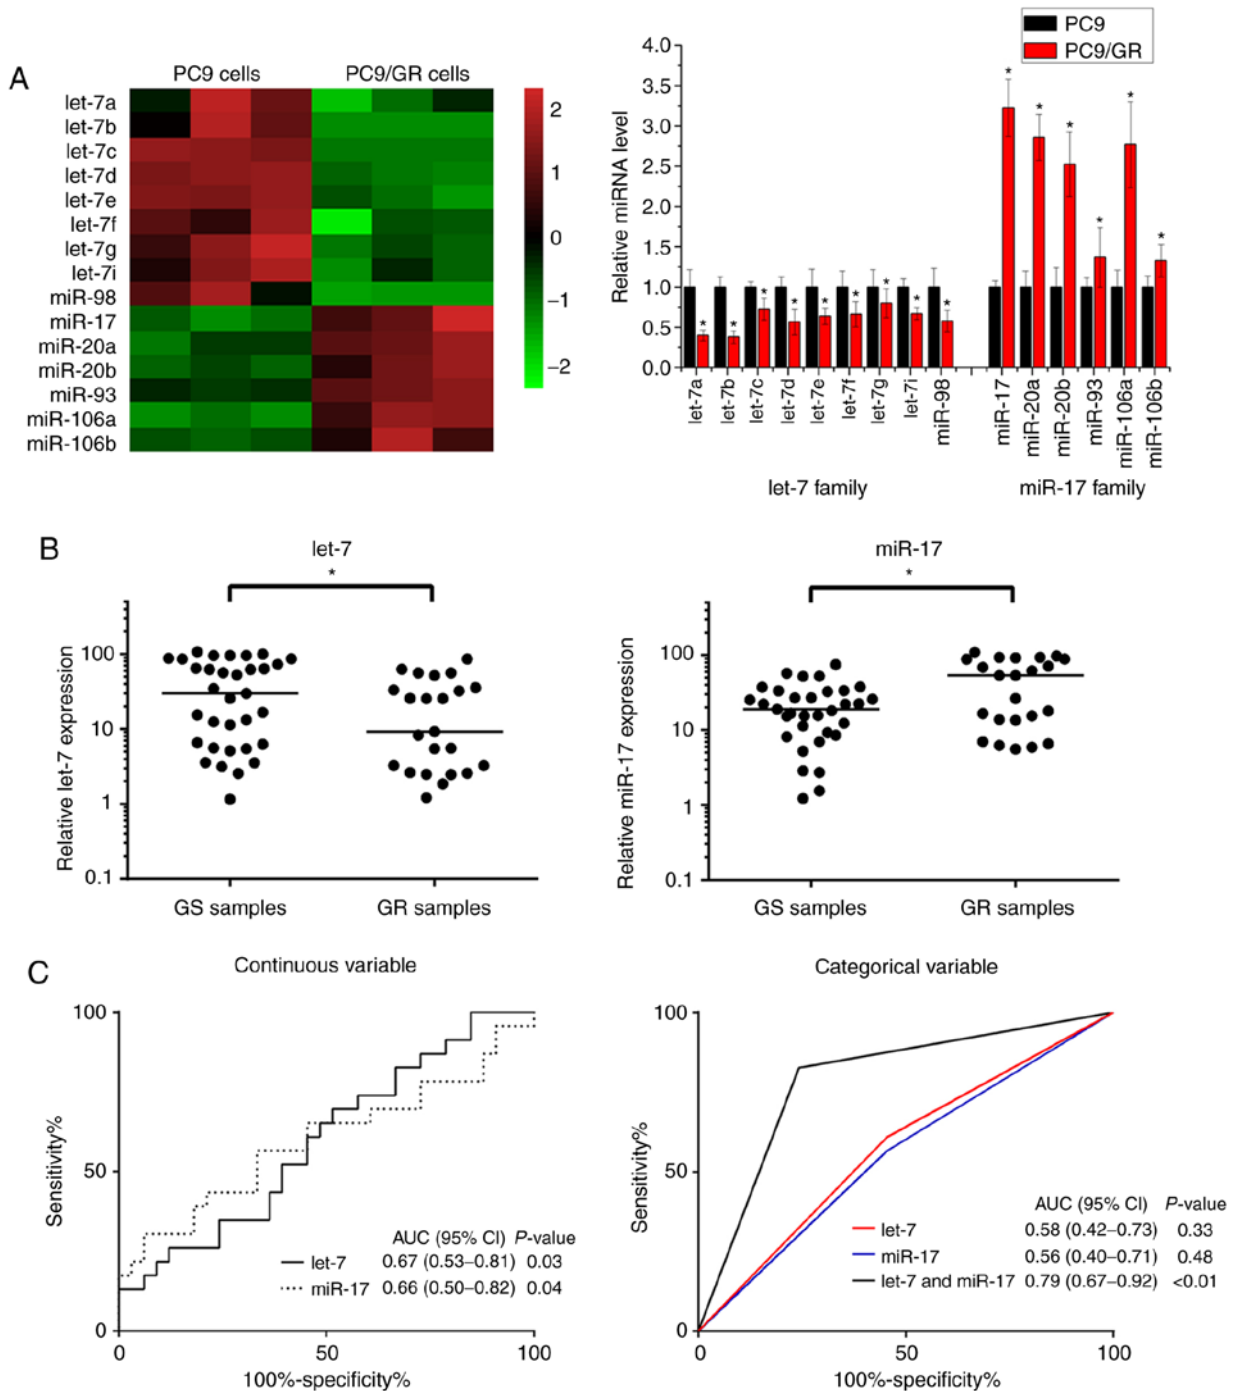 A
PC9 cells
PC9/GR cells
let-7a
let-7b
let-7c
let-7d
let-7e
let-7f
let-7g
let-7i
miR-98
miR-17
miR-20a
miR-20b
miR-93
miR-106a
miR-106b
2
1
0
−1
−2
PC9
PC9/GR
Relative miRNA level
4.0
3.5
3.0
2.5
2.0
1.5
1.0
0.5
0.0
* * * * * * * * * * * * * * *
let-7a
let-7b
let-7c
let-7d
let-7e
let-7f
let-7g
let-7i
miR-98
miR-17
miR-20a
miR-20b
miR-93
miR-106a
miR-106b
let-7 family
miR-17 family
B
let-7
*
Relative let-7 expression
100
10
1
0.1
GS samples
GR samples
miR-17
*
Relative miR-17 expression
100
10
1
0.1
GS samples
GR samples
C
Continuous variable
Sensitivity%
100
50
0
AUC (95% CI) P-value
let-7 0.67 (0.53–0.81) 0.03
miR-17 0.66 (0.50–0.82) 0.04
0 50 100
100%-specificity%
Categorical variable
Sensitivity%
100
50
0
AUC (95% CI) P-value
let-7 0.58 (0.42–0.73) 0.33
miR-17 0.56 (0.40–0.71) 0.48
let-7 and miR-17 0.79 (0.67–0.92) <0.01
0 50 100
100%-specificity%